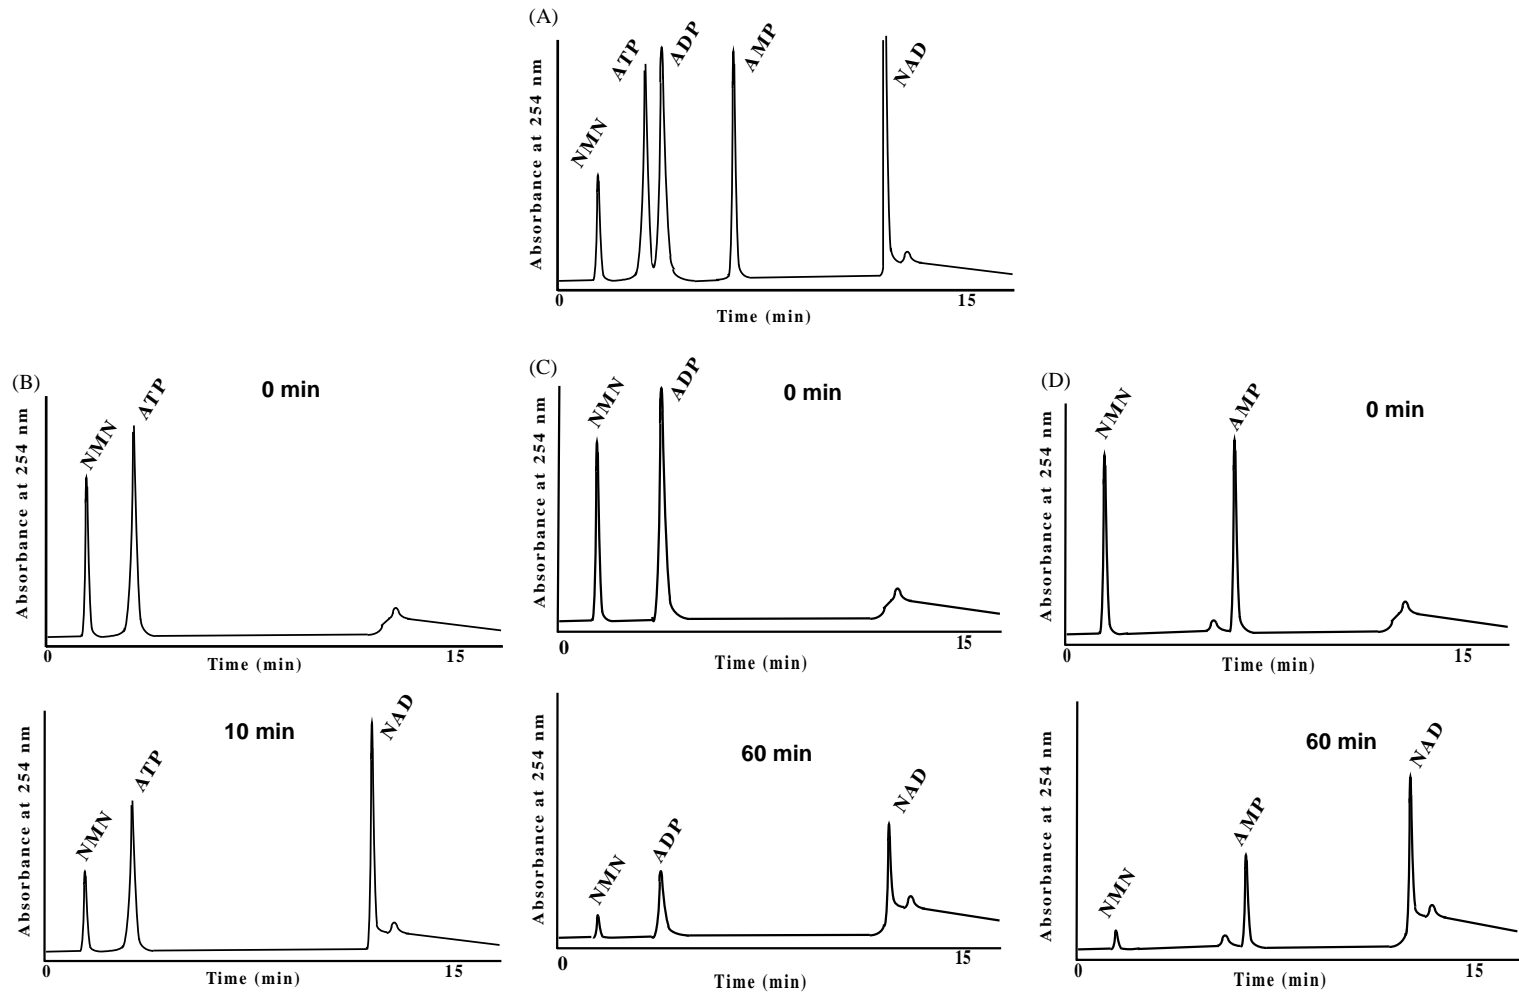 (A)
NMN
ATP
ADP
AMP
NAD
Absorbance at 254 nm
0
15
Time (min)
(B)
0 min
NMN
ATP
Absorbance at 254 nm
0
15
Time (min)
10 min
NMN
ATP
NAD
Absorbance at 254 nm
0
15
Time (min)
(C)
0 min
NMN
ADP
Absorbance at 254 nm
0
15
Time (min)
60 min
NMN
ADP
NAD
Absorbance at 254 nm
0
15
Time (min)
(D)
0 min
NMN
AMP
Absorbance at 254 nm
0
15
Time (min)
60 min
NMN
AMP
NAD
Absorbance at 254 nm
0
15
Time (min)